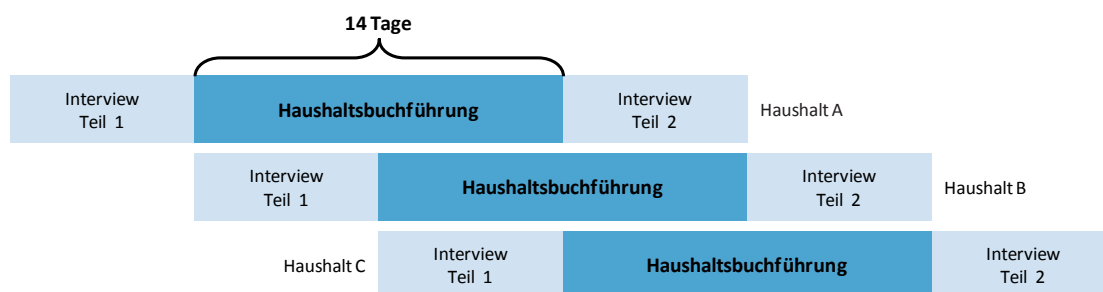 14 Tage
Interview
Teil 1
Haushaltsbuchführung
Interview
Teil 2
Haushalt A
Interview
Teil 1
Haushaltsbuchführung
Interview
Teil 2
Haushalt B
Haushalt C
Interview
Teil 1
Haushaltsbuchführung
Interview
Teil 2